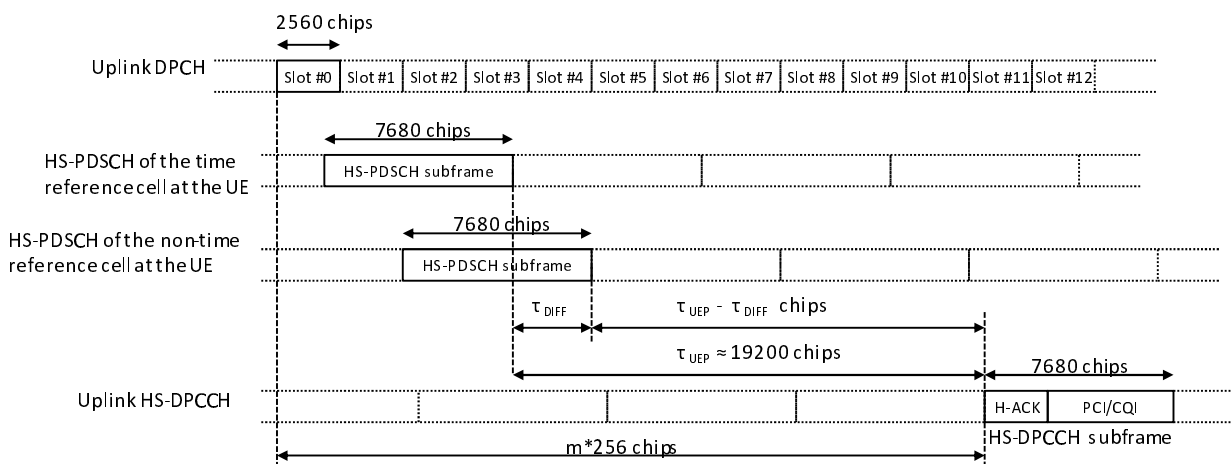 2560 chips
Uplink DPCH
Slot #0 Slot #1 Slot #2 Slot #3 Slot #4 Slot #5 Slot #6 Slot #7 Slot #8 Slot #9 Slot #10 Slot #11 Slot #12
7680 chips
HS-PDSCH of the time
reference cell at the UE
HS-PDSCH subframe
7680 chips
HS-PDSCH of the non-time
reference cell at the UE
HS-PDSCH subframe
τ DIFF
τ UEP - τ DIFF chips
τ UEP ≈ 19200 chips
7680 chips
Uplink HS-DPCCH
H-ACK PCI/CQI
HS-DPCCH subframe
m*256 chips